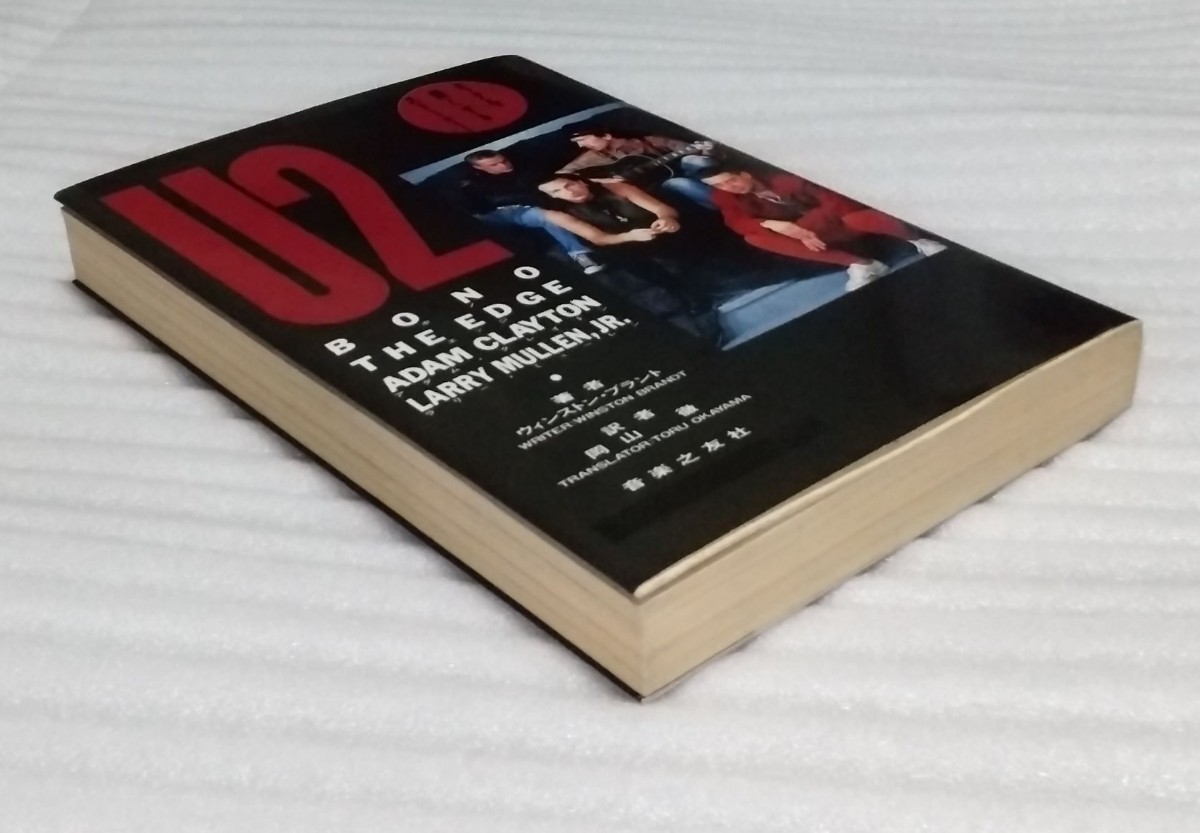 U2
BONO
THE EDGE
ADAM CLAYTON
LARRY MULLEN, JR.
●
著者
ウィンストン・ブラント
WRITER WINSTON BRANDT
訳者
岡山 徹
TRANSLATOR TORU OKAYAMA
音楽之友社